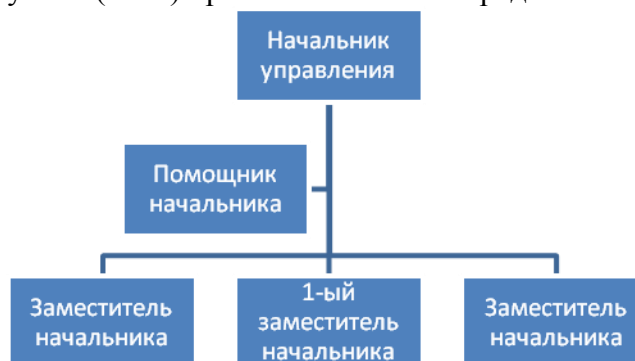 Начальник
управления
Помощник
начальника
Заместитель
начальника
1-ый
заместитель
начальника
Заместитель
начальника